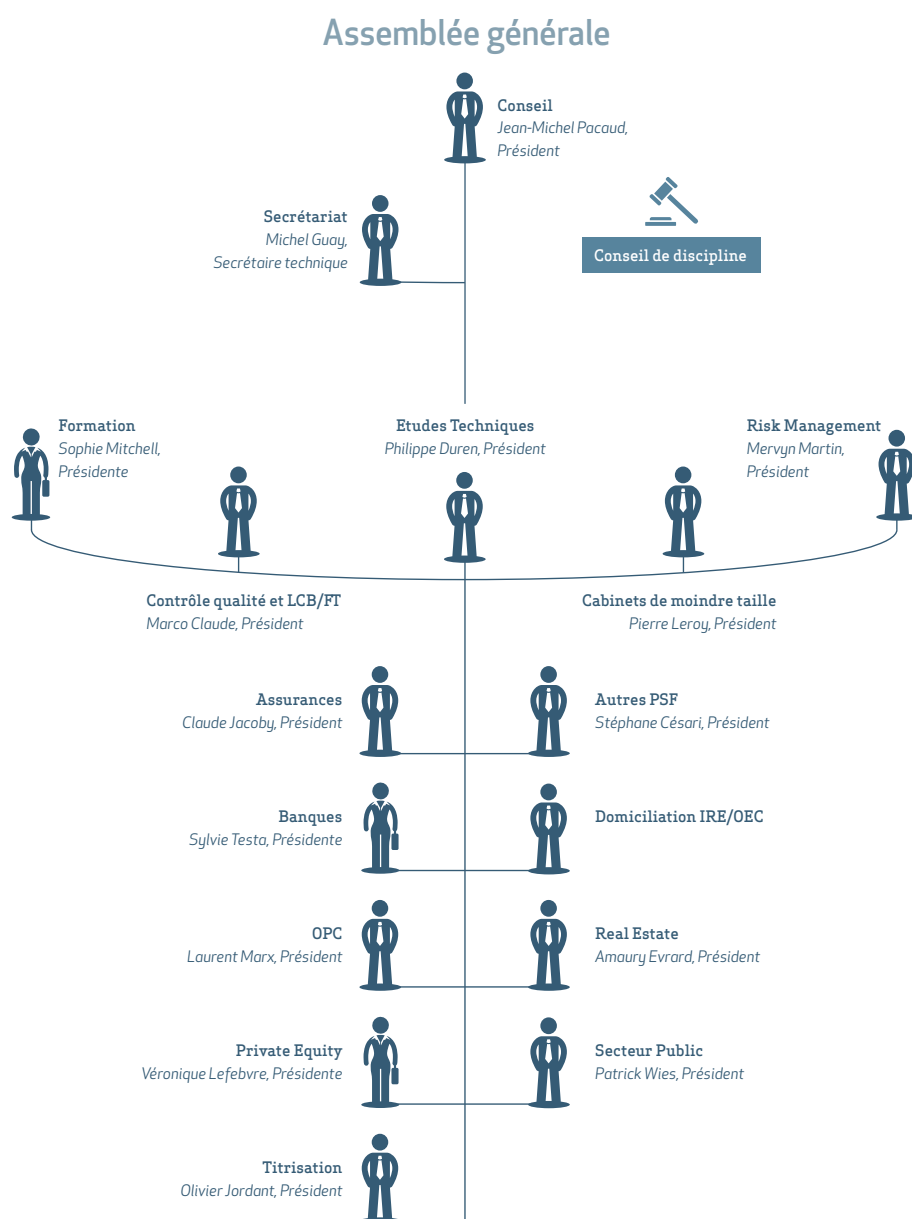 Assemblée générale
Conseil
Jean-Michel Pacaud,
Président
Secrétariat
Michel Guay,
Secrétaire technique
Conseil de discipline
Formation
Sophie Mitchell,
Présidente
Etudes Techniques
Philippe Duren, Président
Risk Management
Mervyn Martin,
Président
Contrôle qualité et LCB/FT
Marco Claude, Président
Cabinets de moindre taille
Pierre Leroy, Président
Assurances
Claude Jacoby, Président
Autres PSF
Stéphane Césari, Président
Banques
Sylvie Testa, Présidente
Domiciliation IRE/OEC
OPC
Laurent Marx, Président
Real Estate
Amaury Evrard, Président
Private Equity
Véronique Lefebvre, Présidente
Secteur Public
Patrick Wies, Président
Titrisation
Olivier Jordant, Président